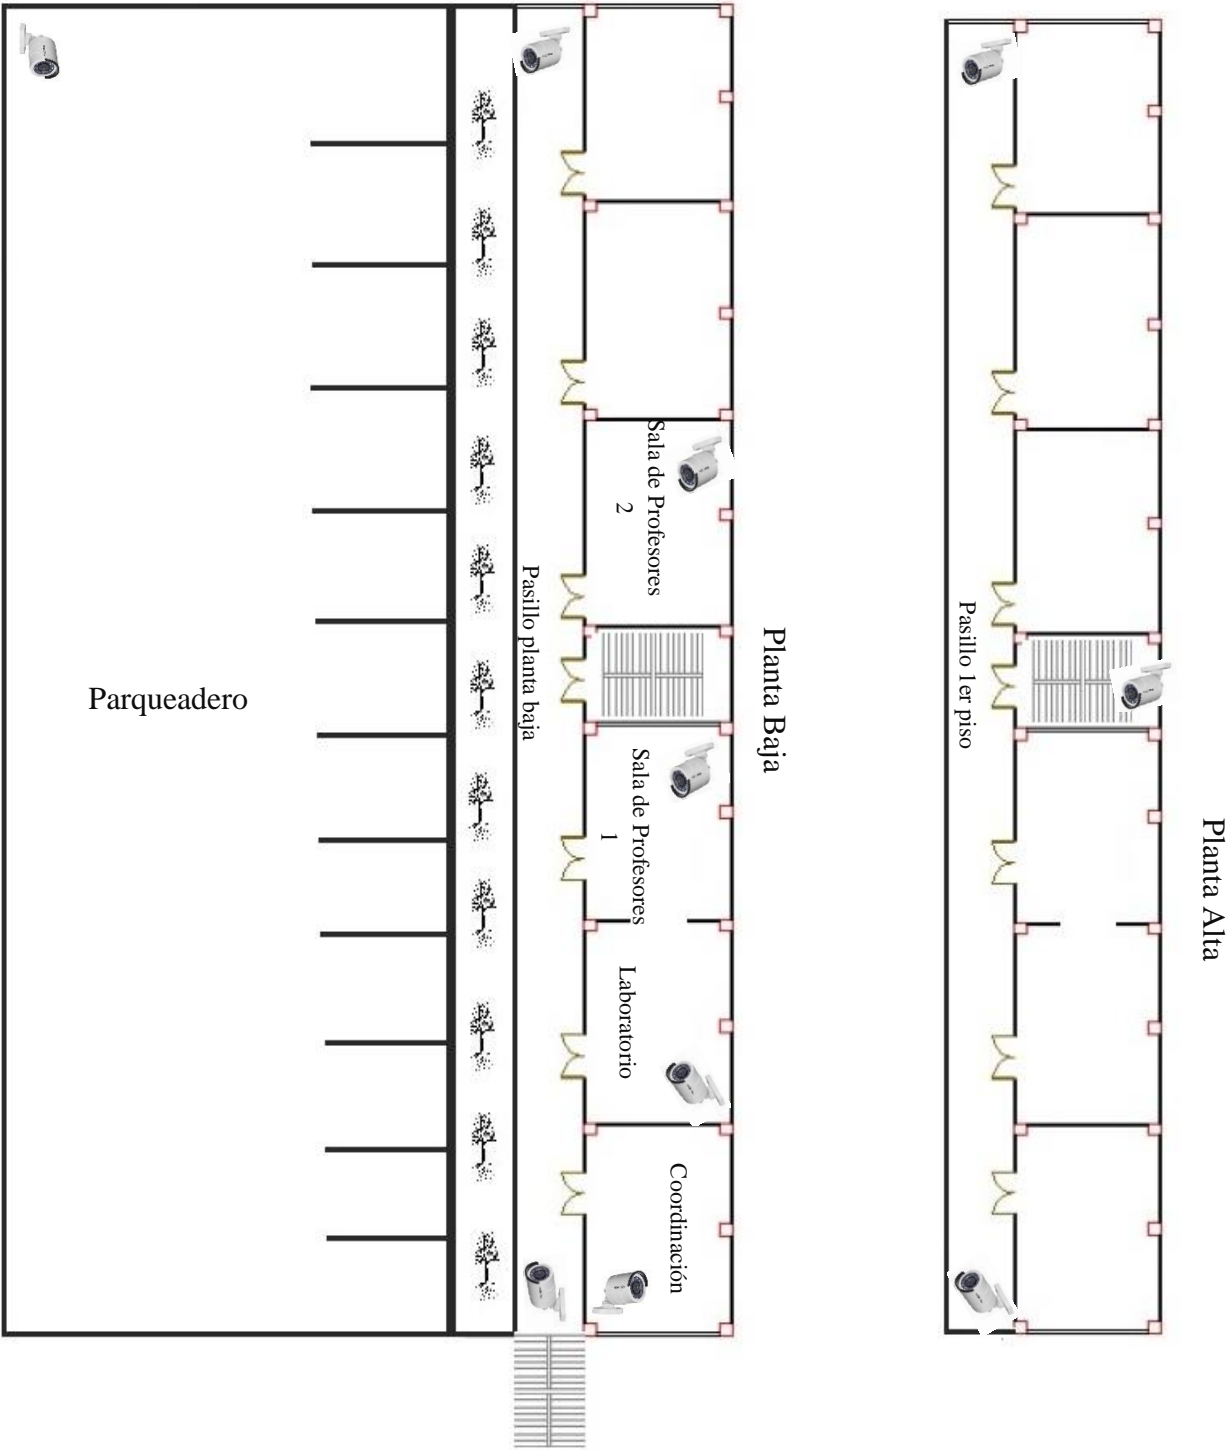 Parqueadero
Pasillo planta baja
Sala de Profesores
2
Sala de Profesores
1
Laboratorio
Coordinación
Planta Baja
Pasillo 1er piso
Planta Alta